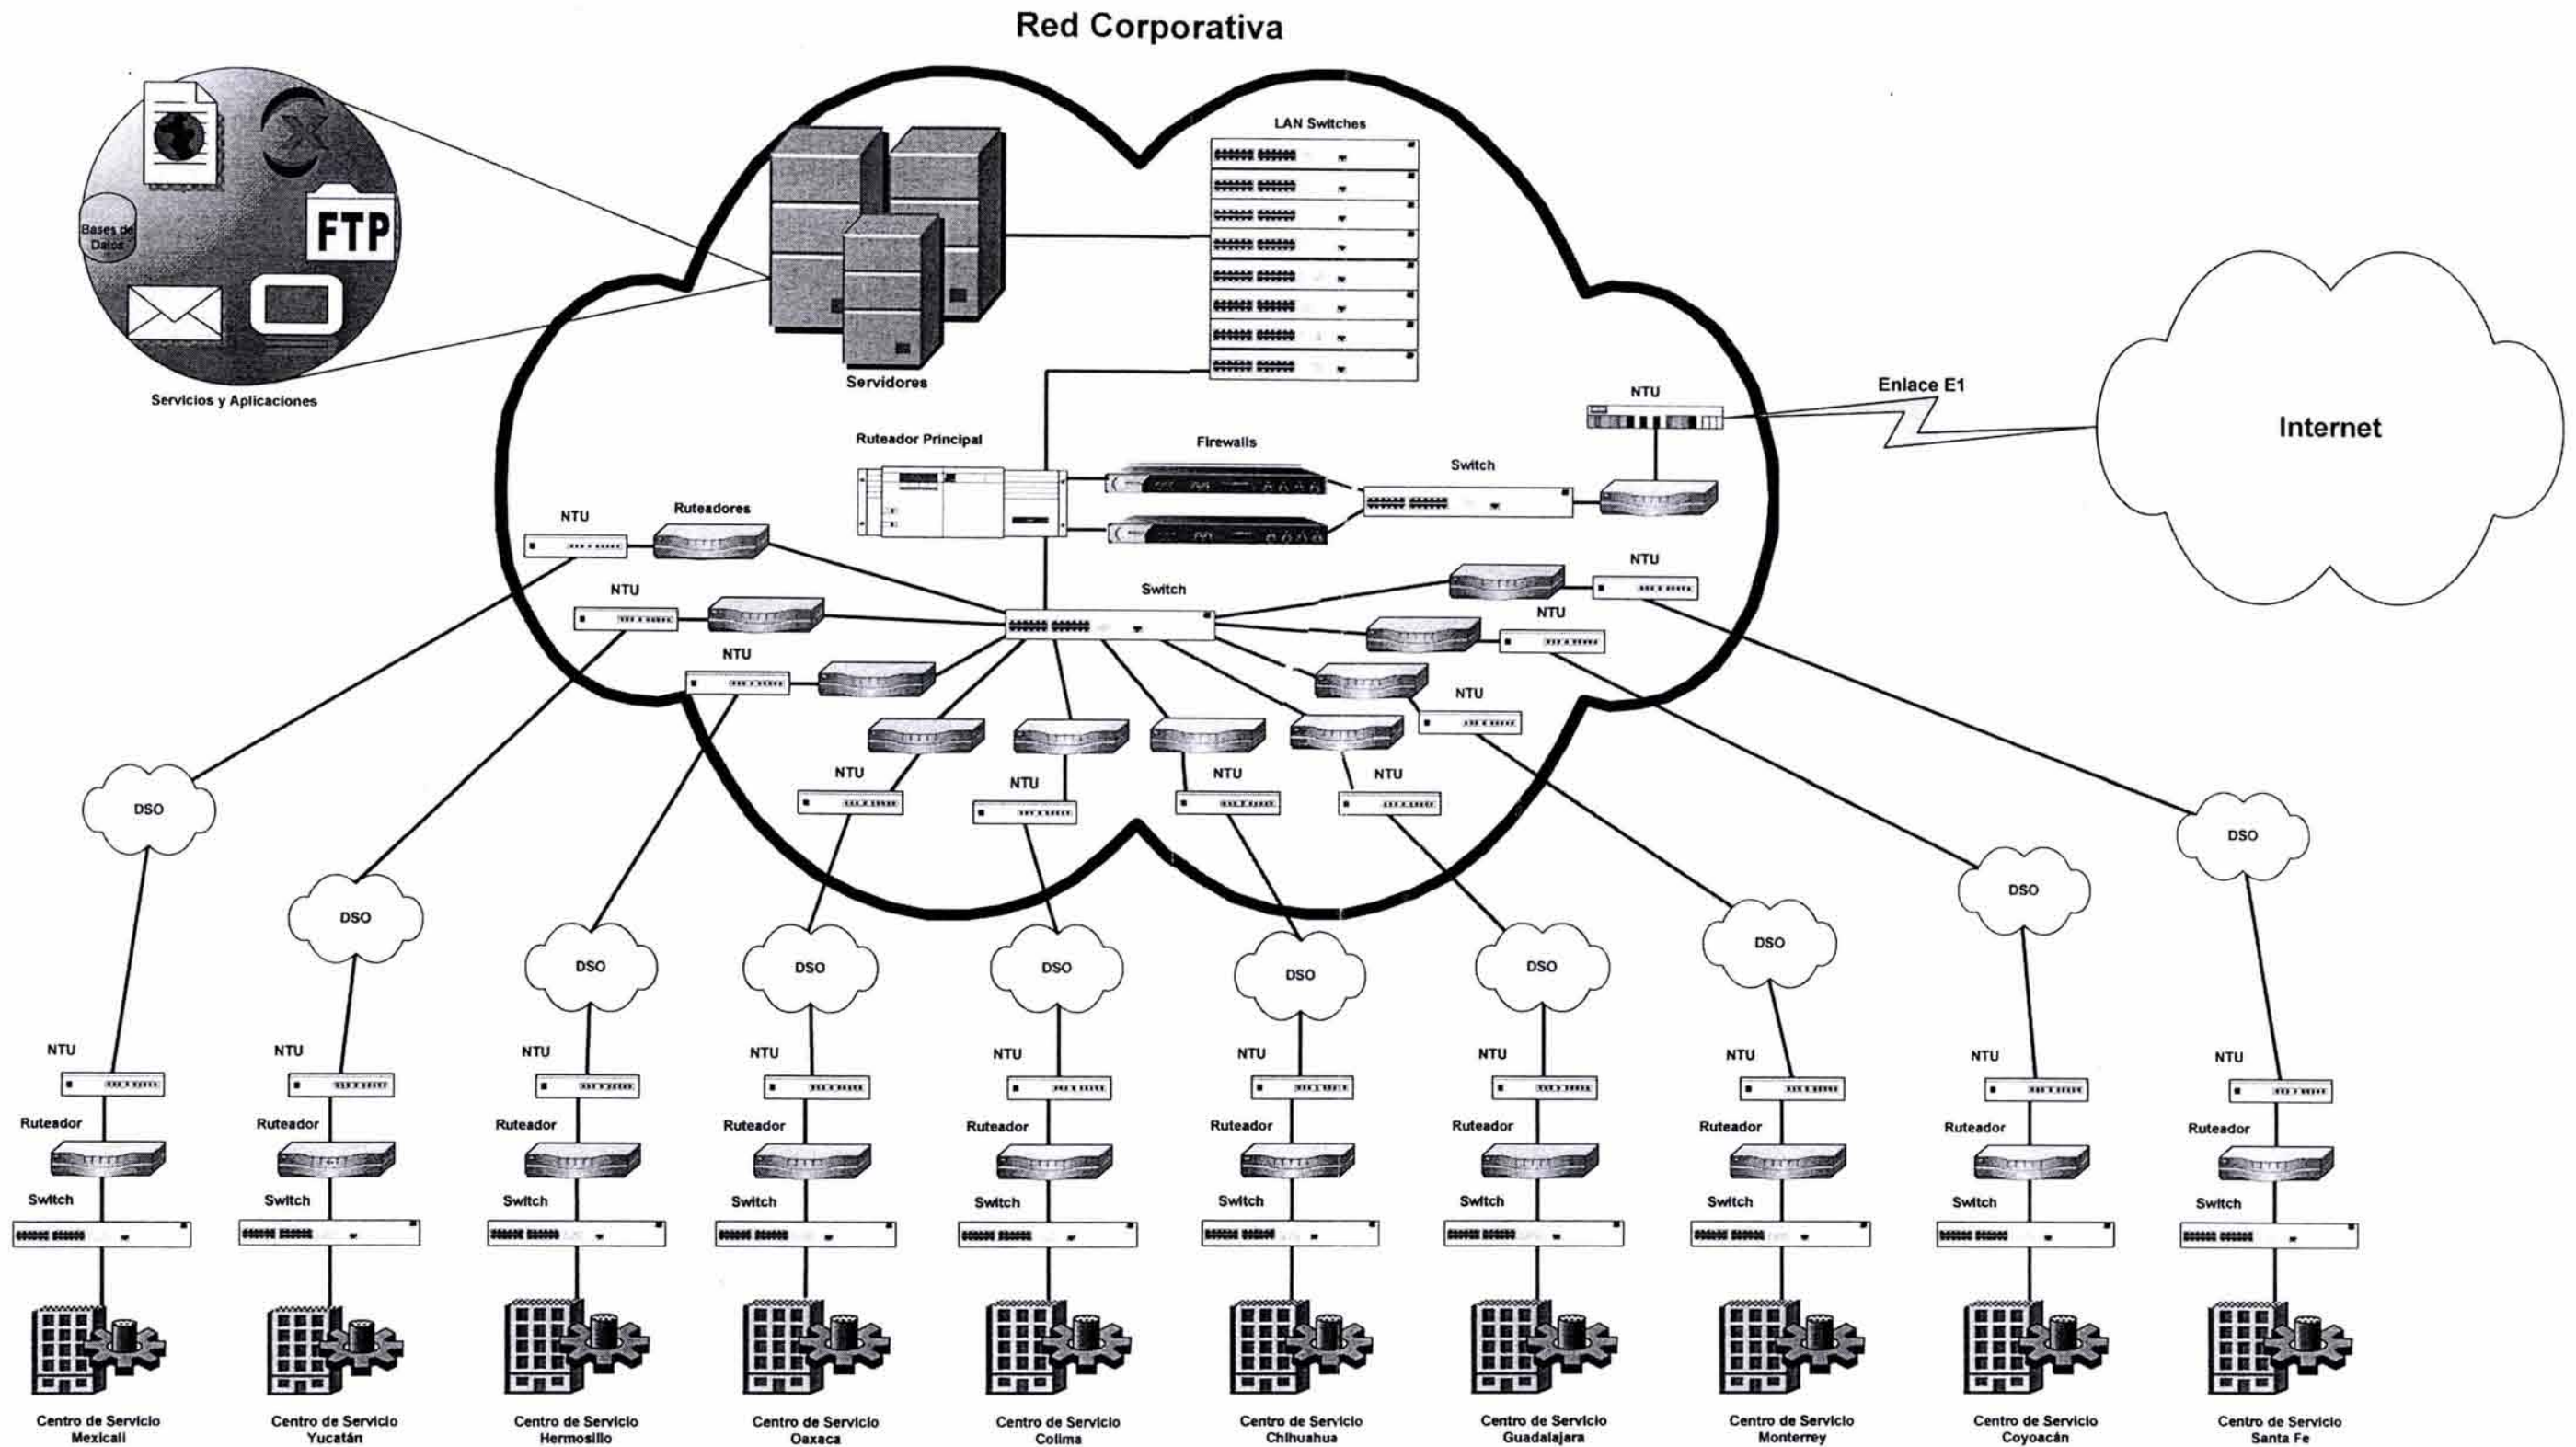 Red Corporativa
LAN Switches
Bases de
Datos
FTP
Servidores
Servicios y Aplicaciones
NTU
Enlace E1
Internet
Ruteador Principal
Firewalls
Switch
Ruteadores
NTU
NTU
Switch
NTU
NTU
NTU
NTU
NTU
NTU
NTU
NTU
DSO
DSO
DSO
DSO
DSO
DSO
DSO
DSO
DSO
DSO
NTU
NTU
NTU
NTU
NTU
NTU
NTU
NTU
NTU
NTU
Ruteador
Ruteador
Ruteador
Ruteador
Ruteador
Ruteador
Ruteador
Ruteador
Ruteador
Ruteador
Switch
Switch
Switch
Switch
Switch
Switch
Switch
Switch
Switch
Switch
Centro de Servicio
Mexicali
Centro de Servicio
Yucatán
Centro de Servicio
Hermosillo
Centro de Servicio
Oaxaca
Centro de Servicio
Colima
Centro de Servicio
Chihuahua
Centro de Servicio
Guadalajara
Centro de Servicio
Monterrey
Centro de Servicio
Coyoacán
Centro de Servicio
Santa Fe